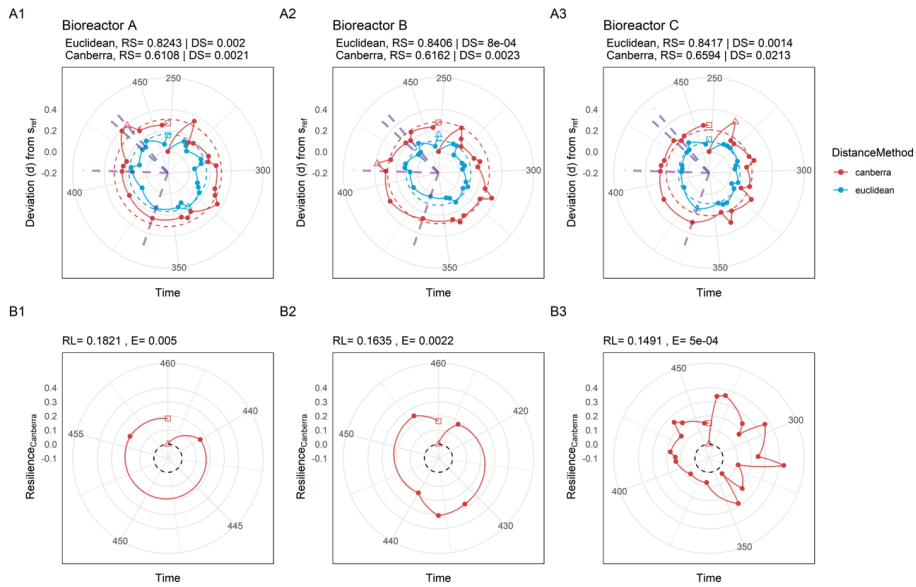 A1
Bioreactor A
Euclidean, RS= 0.8243 | DS= 0.002
Canberra, RS= 0.6108 | DS= 0.0021
Deviation (d) from sref
0.4
0.2
0.0
-0.2
250
300
350
400
450
Time
A2
Bioreactor B
Euclidean, RS= 0.8406 | DS= 8e-04
Canberra, RS= 0.6162 | DS= 0.0023
Deviation (d) from sref
0.4
0.2
0.0
-0.2
250
300
350
400
450
Time
A3
Bioreactor C
Euclidean, RS= 0.8417 | DS= 0.0014
Canberra, RS= 0.6594 | DS= 0.0213
Deviation (d) from sref
0.4
0.2
0.0
-0.2
250
300
350
400
450
Time
DistanceMethod
canberra
euclidean
B1
RL= 0.1821 , E= 0.005
ResilienceCanberra
0.4
0.3
0.2
0.1
0.0
-0.1
460
440
445
450
455
Time
B2
RL= 0.1635 , E= 0.0022
ResilienceCanberra
0.4
0.3
0.2
0.1
0.0
-0.1
460
420
430
440
450
Time
B3
RL= 0.1491 , E= 5e-04
ResilienceCanberra
0.4
0.3
0.2
0.1
0.0
-0.1
450
300
350
400
Time